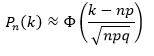 Pₙ(k) ≈ Φ((k − np)/√(npq))